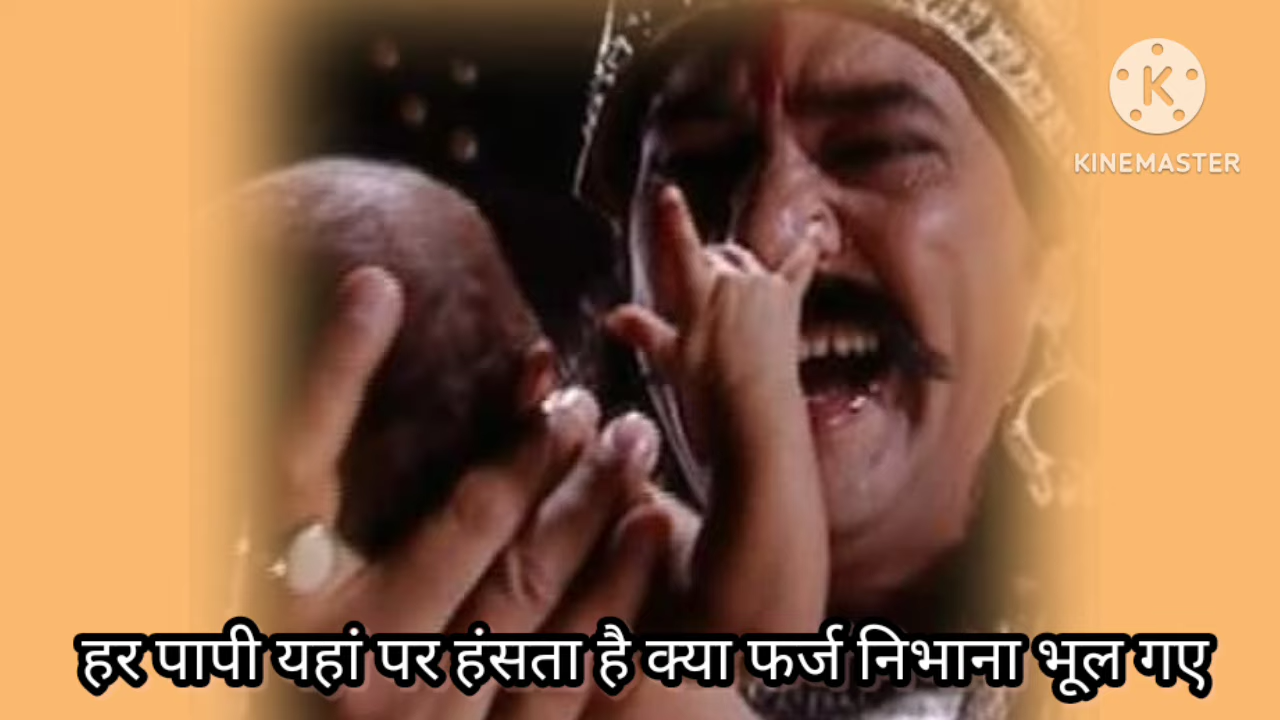 K
KINEMASTER
हर पापी यहां पर हंसता है क्या फर्ज निभाना भूल गए